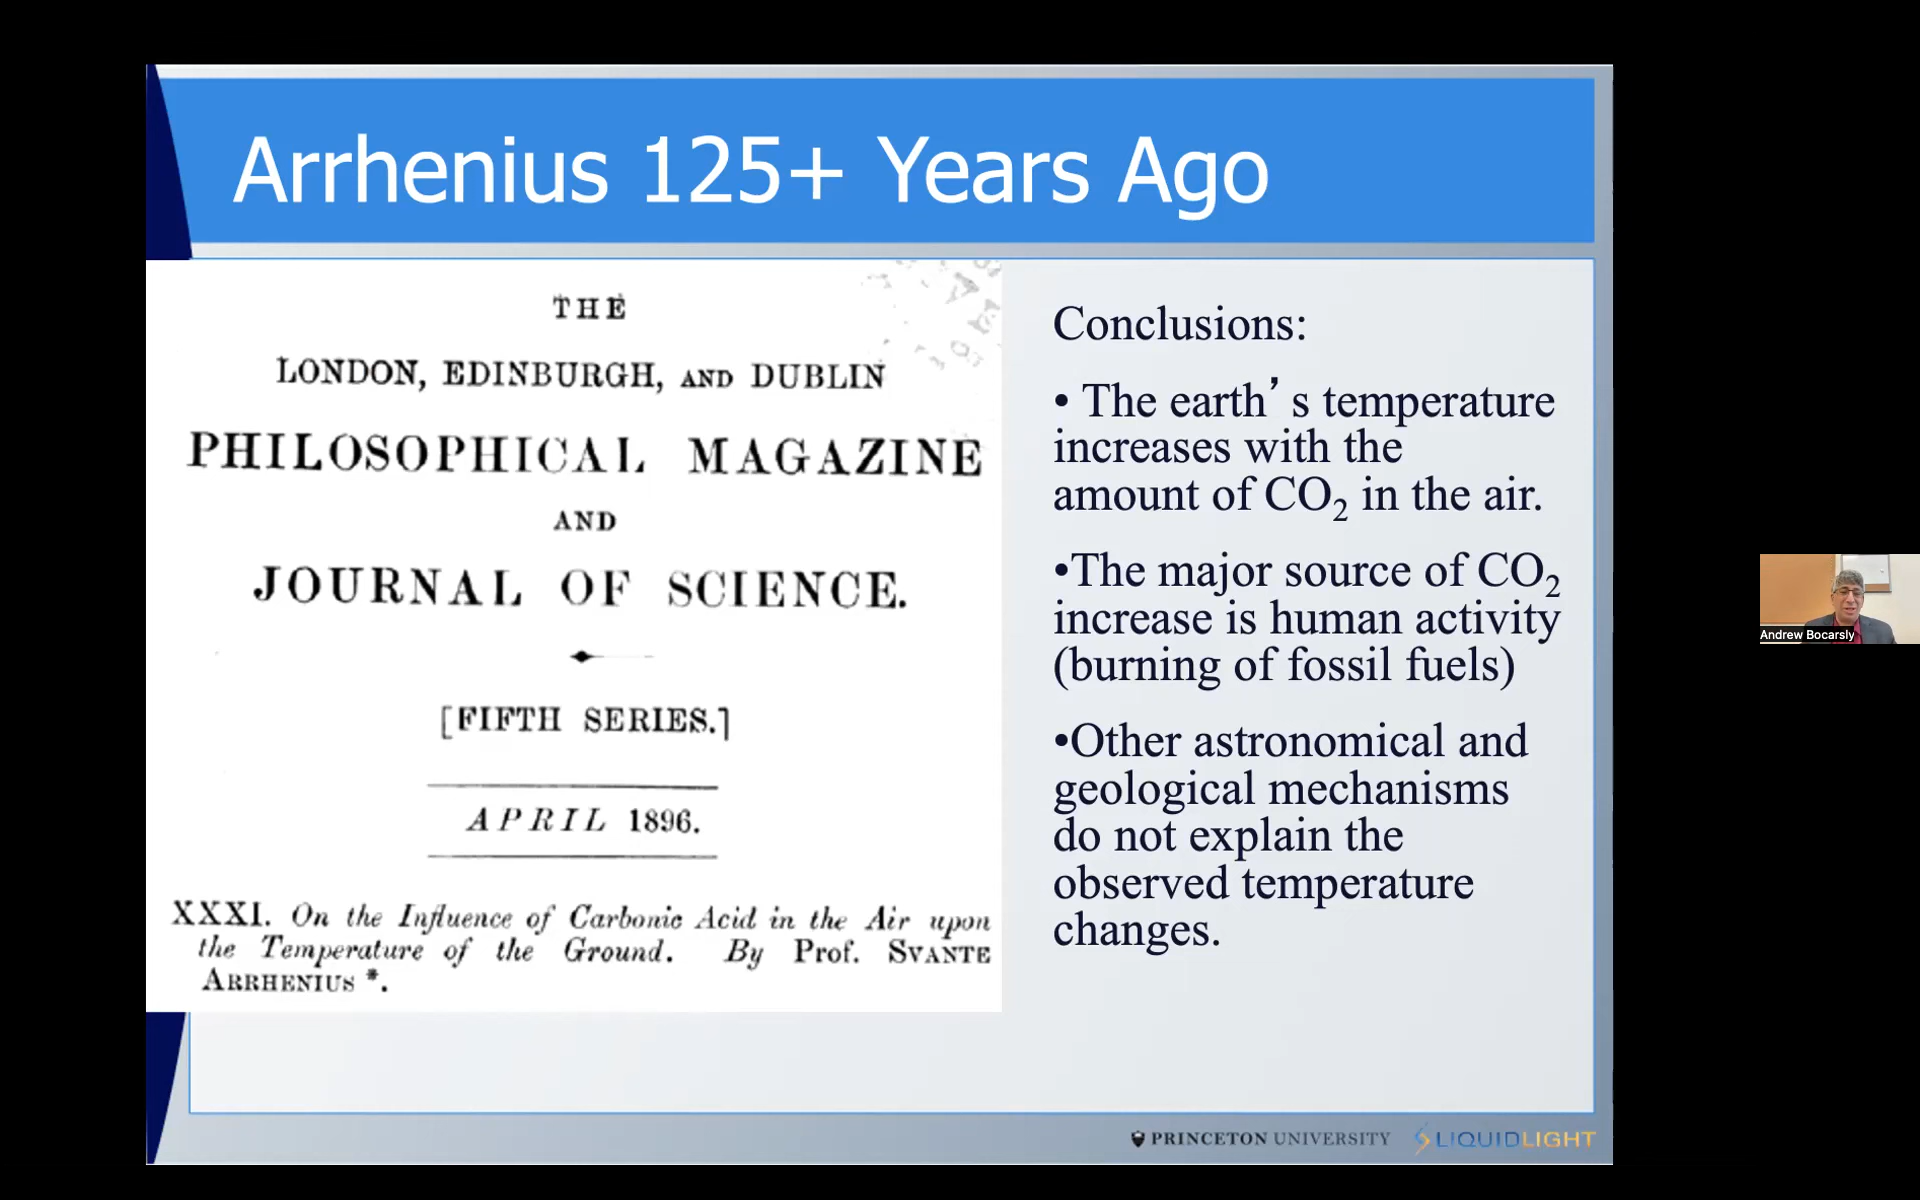 Arrhenius 125+ Years Ago
THE
LONDON, EDINBURGH, AND DUBLIN
PHILOSOPHICAL MAGAZINE
AND
JOURNAL OF SCIENCE.
[FIFTH SERIES.]
APRIL 1896.
XXXI. On the Influence of Carbonic Acid in the Air upon
the Temperature of the Ground. By Prof. SVANTE
ARRHENIUS *.
Conclusions:
• The earth’s temperature
increases with the
amount of CO₂ in the air.
•The major source of CO₂
increase is human activity
(burning of fossil fuels)
•Other astronomical and
geological mechanisms
do not explain the
observed temperature
changes.
PRINCETON UNIVERSITY
LIQUIDLIGHT
Andrew Bocarsly